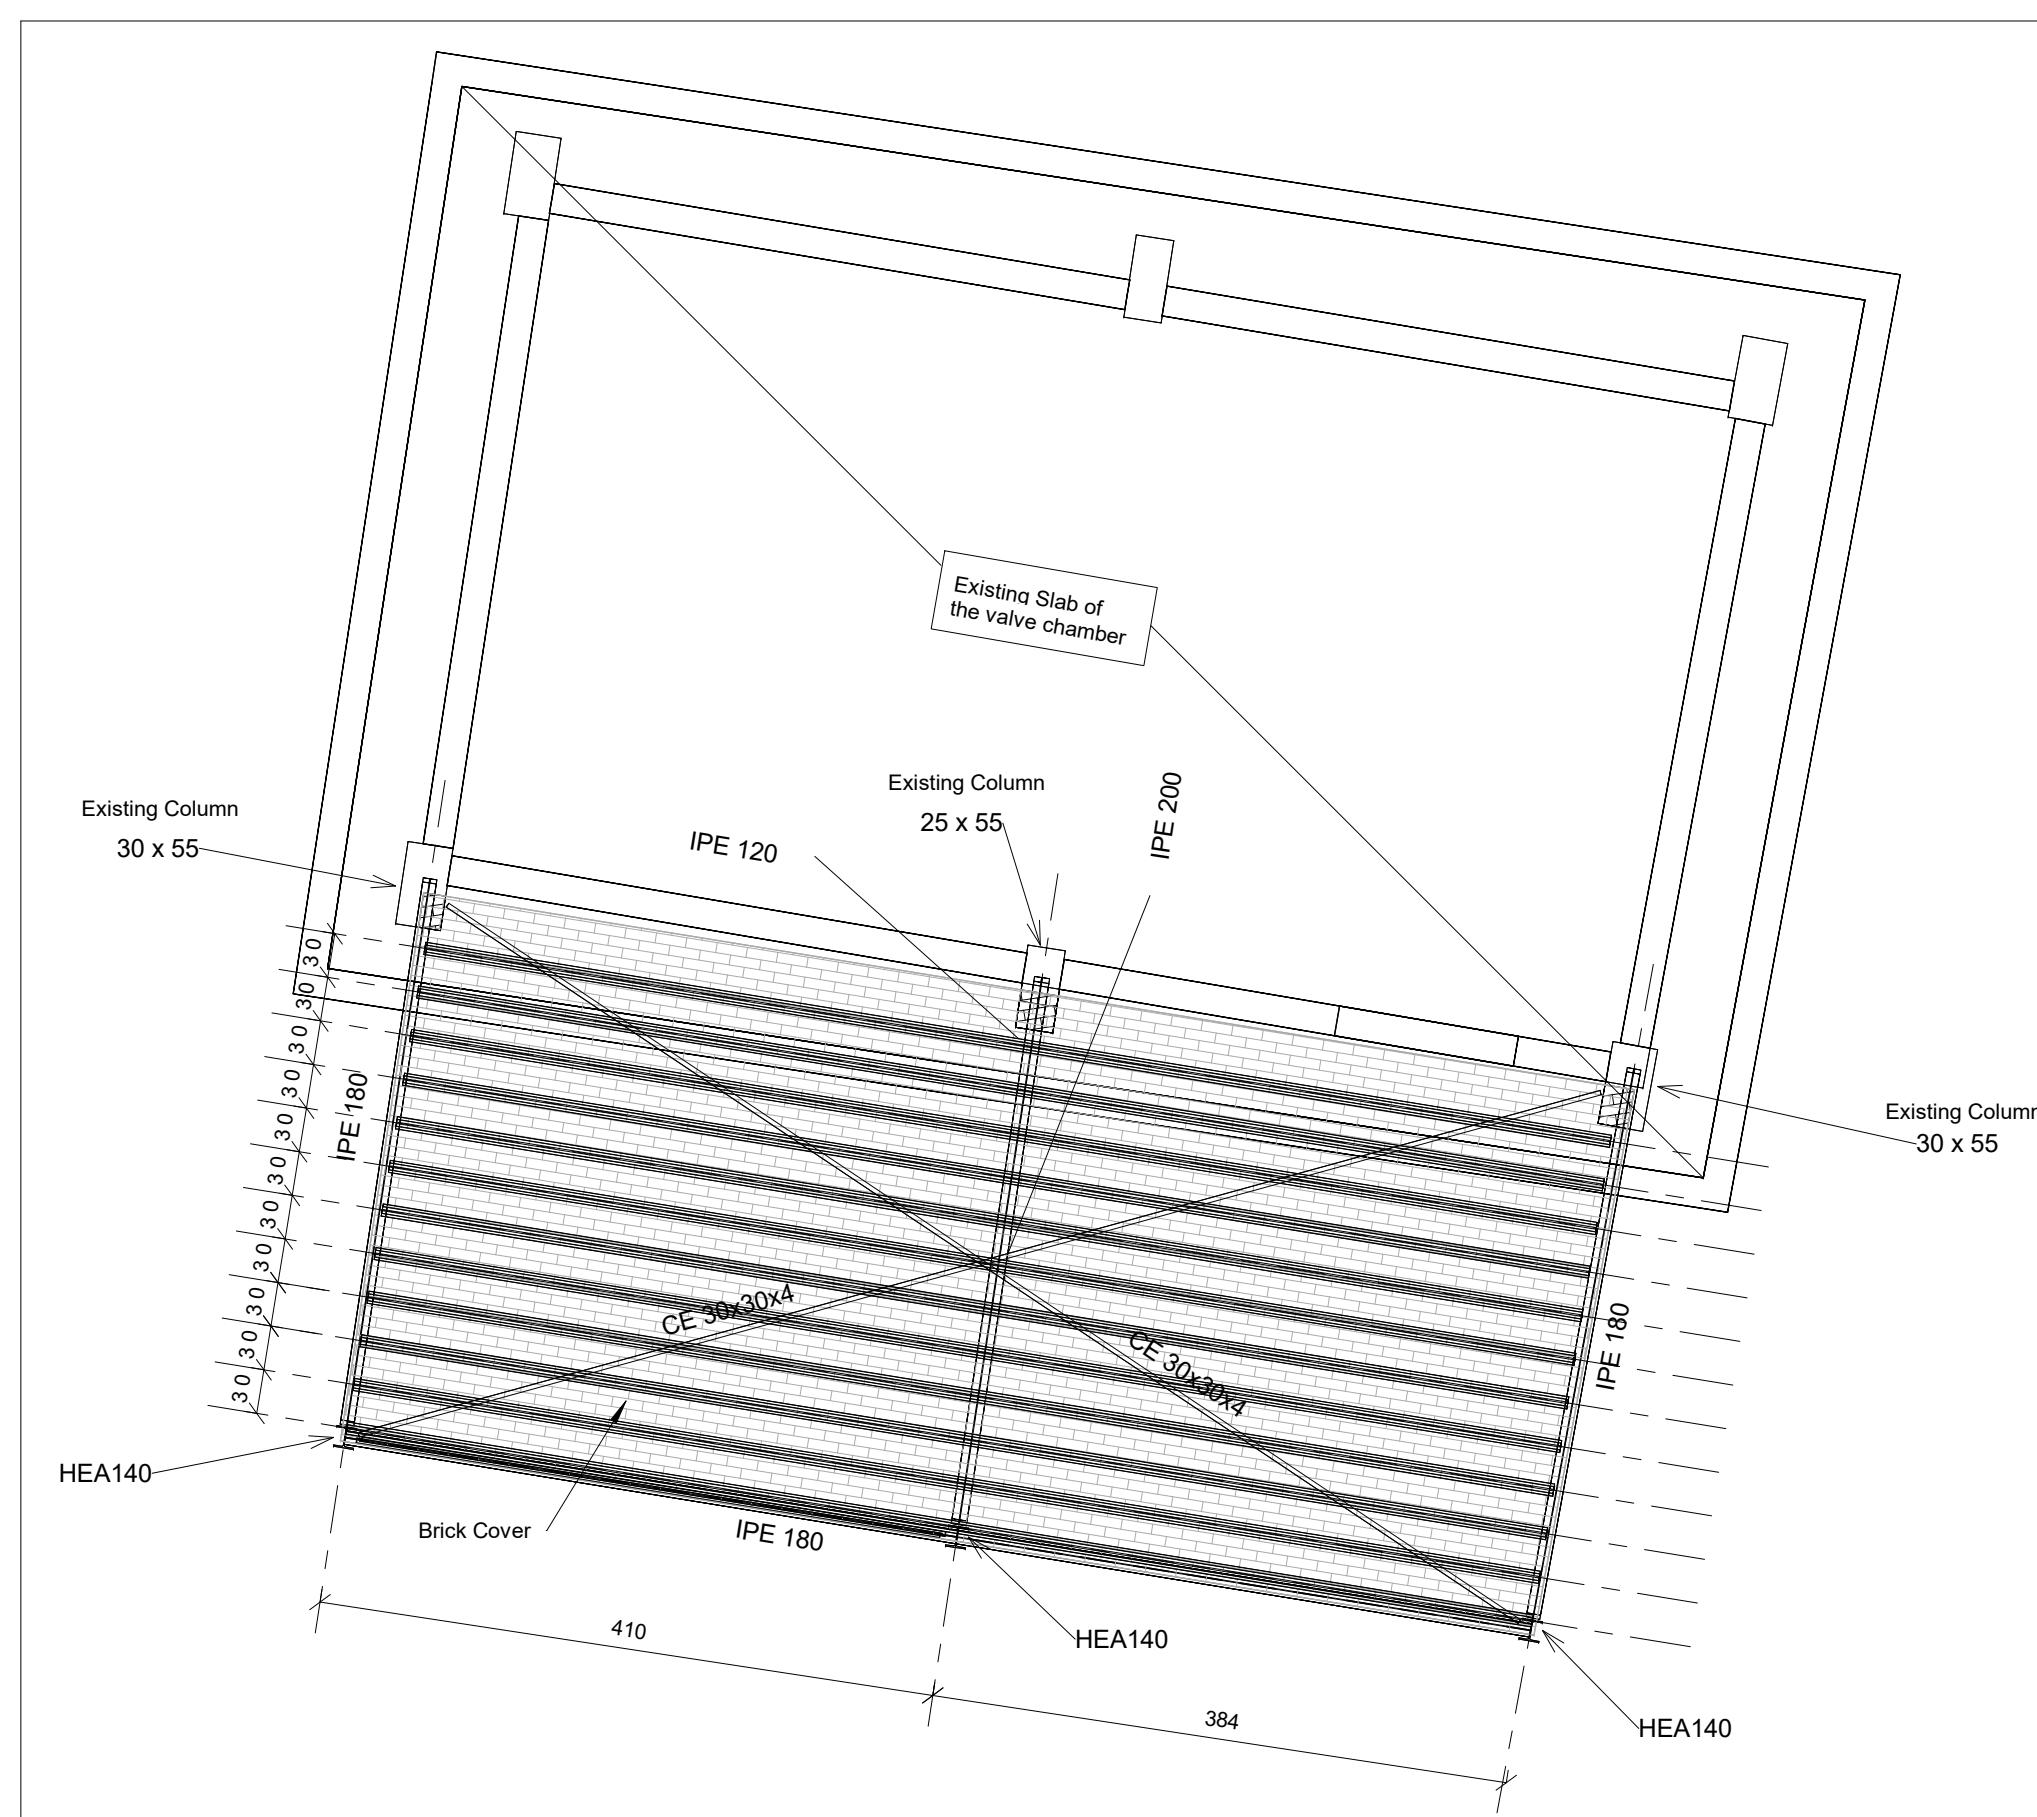 Existing Slab of
the valve chamber
Existing Column
25 x 55
IPE 200
Existing Column
30 x 55
IPE 120
30
30
30
30
30
30
30
30
30
30
30
IPE 180
Existing Column
30 x 55
CE 30x30x4
CE 30x30x4
IPE 180
HEA140
Brick Cover
IPE 180
410
HEA140
384
HEA140